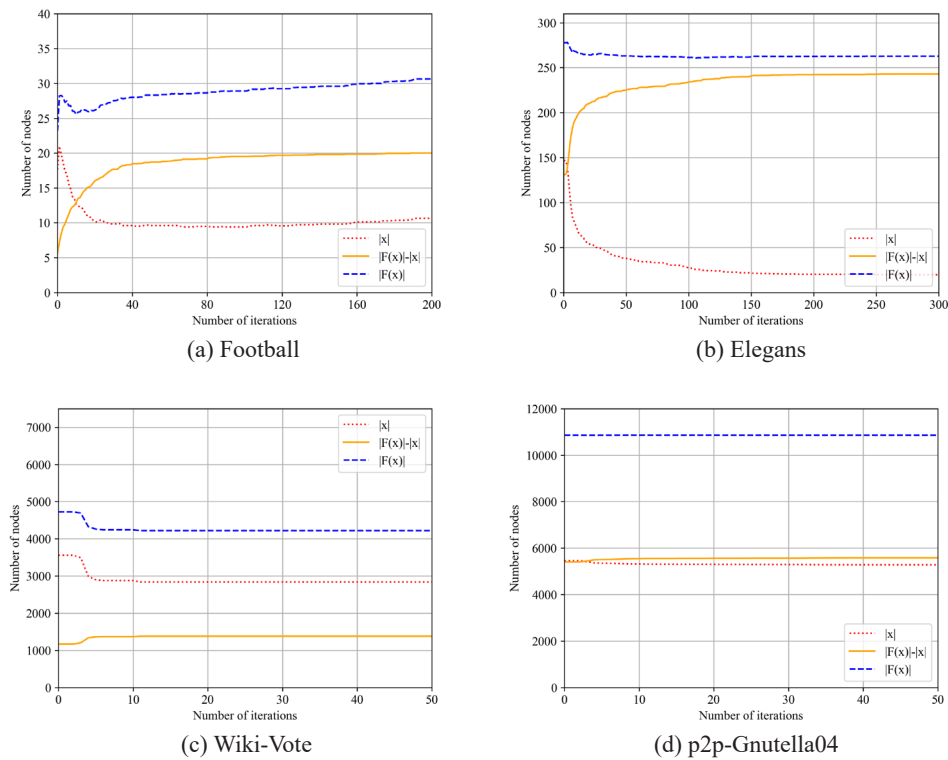 40
35
30
25
20
15
10
5
0
Number of nodes
|x|
|F(x)|-|x|
|F(x)|
0 40 80 120 160 200
Number of iterations
(a) Football
300
250
200
150
100
50
0
Number of nodes
|x|
|F(x)|-|x|
|F(x)|
0 50 100 150 200 250 300
Number of iterations
(b) Elegans
7000
6000
5000
4000
3000
2000
1000
0
Number of nodes
|x|
|F(x)|-|x|
|F(x)|
0 10 20 30 40 50
Number of iterations
(c) Wiki-Vote
12000
10000
8000
6000
4000
2000
0
Number of nodes
|x|
|F(x)|-|x|
|F(x)|
0 10 20 30 40 50
Number of iterations
(d) p2p-Gnutella04